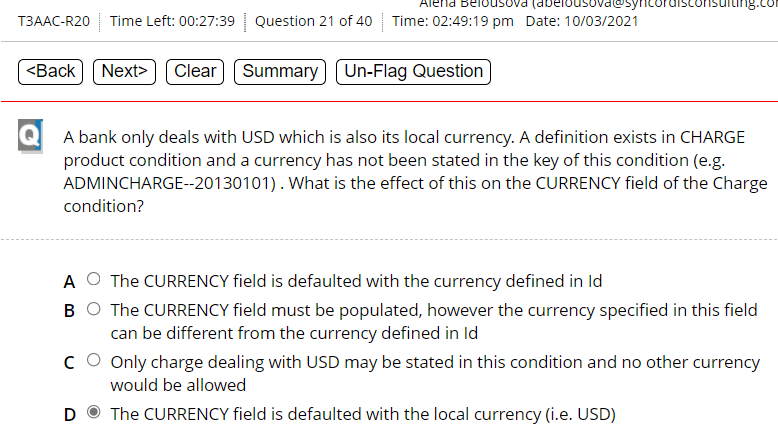 Alena Belousova (abelousova@syncordisconsulting.com
T3AAC-R20 Time Left: 00:27:39 Question 21 of 40 Time: 02:49:19 pm Date: 10/03/2021
<Back Next> Clear Summary Un-Flag Question
Q A bank only deals with USD which is also its local currency. A definition exists in CHARGE
product condition and a currency has not been stated in the key of this condition (e.g.
ADMINCHARGE--20130101) . What is the effect of this on the CURRENCY field of the Charge
condition?
A The CURRENCY field is defaulted with the currency defined in Id
B The CURRENCY field must be populated, however the currency specified in this field
can be different from the currency defined in Id
C Only charge dealing with USD may be stated in this condition and no other currency
would be allowed
D The CURRENCY field is defaulted with the local currency (i.e. USD)